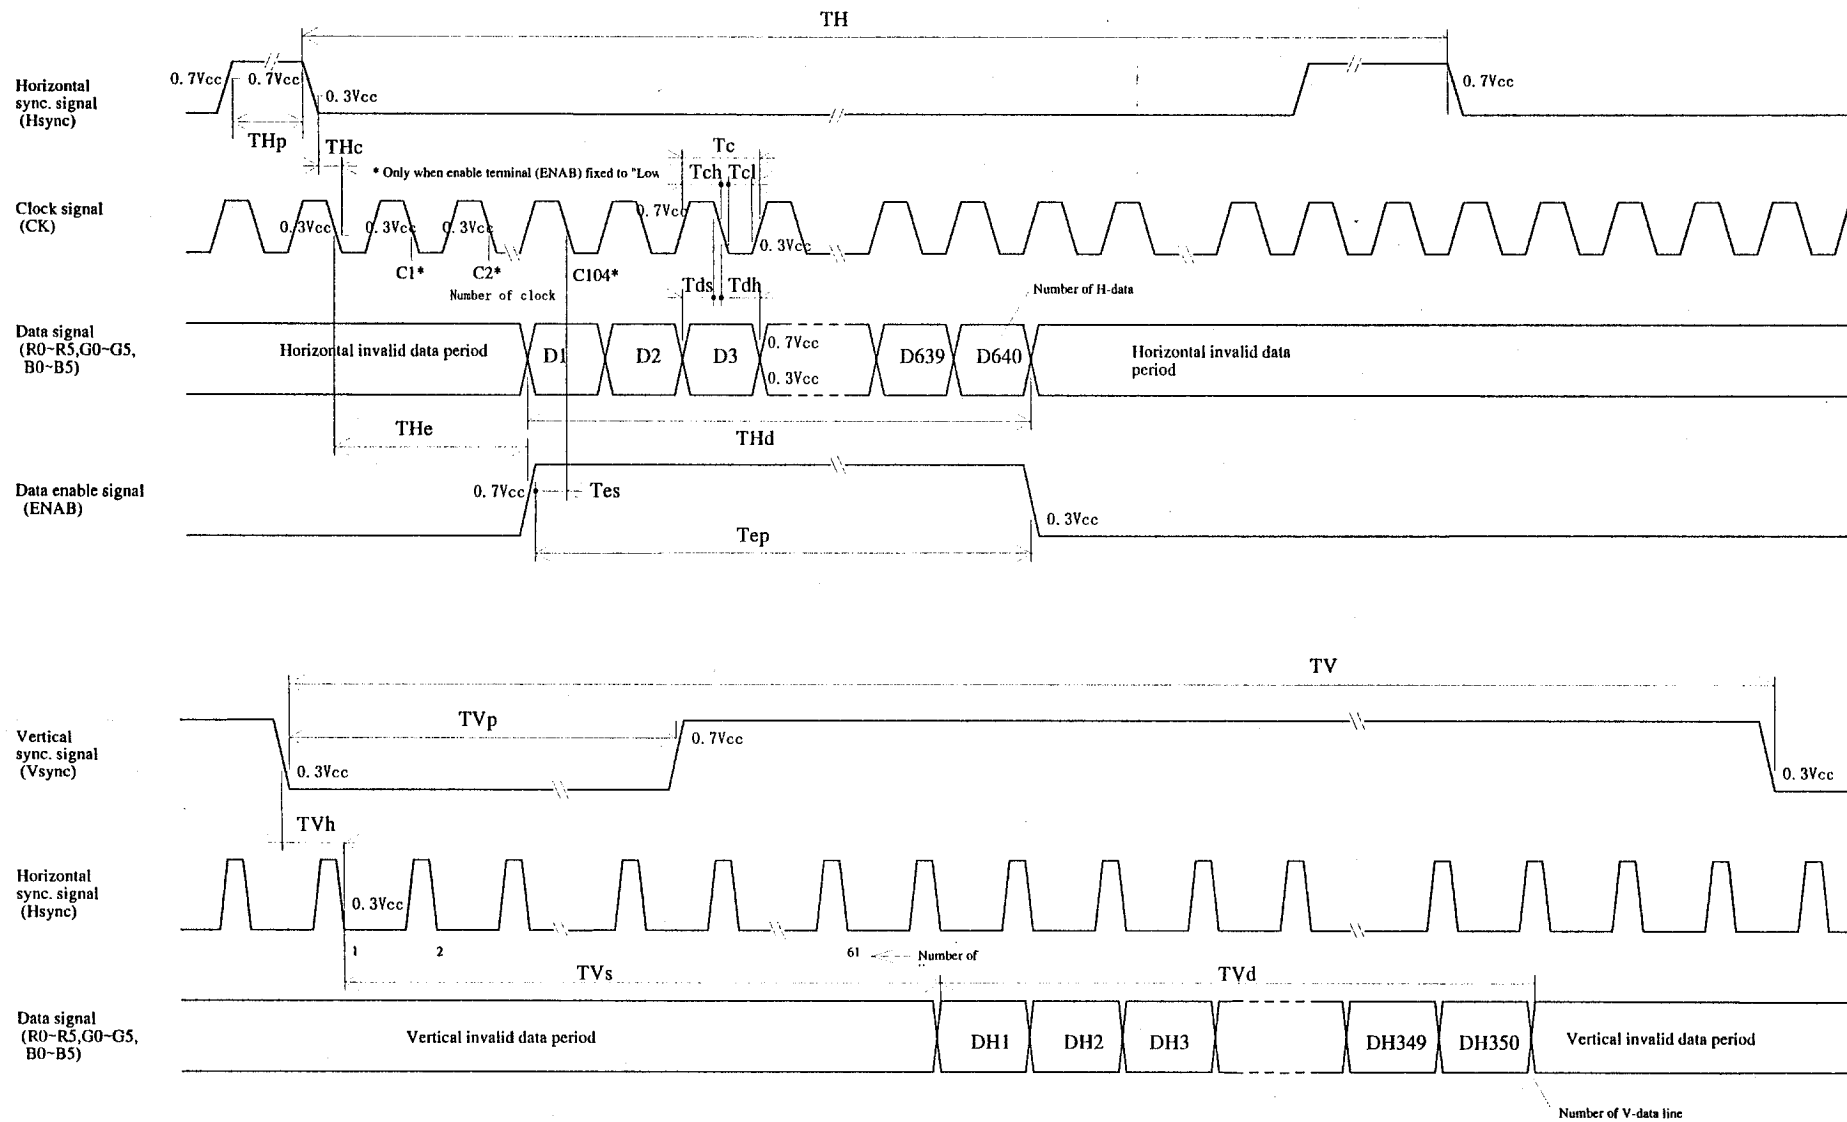 TH
Horizontal
sync. signal
(Hsync)
0.7Vcc
0.7Vcc
0.3Vcc
0.7Vcc
THp
THc
* Only when enable terminal (ENAB) fixed to "Low
Tc
Tch
Tcl
Clock signal
(CK)
0.3Vcc
0.3Vcc
0.3Vcc
0.7Vcc
0.3Vcc
C1*
C2*
C104*
Number of clock
Tds
Tdh
Number of H-data
Data signal
(R0~R5,G0~G5,
B0~B5)
Horizontal invalid data period
D1
D2
D3
0.7Vcc
0.3Vcc
D639
D640
Horizontal invalid data
period
THe
THd
Data enable signal
(ENAB)
0.7Vcc
Tes
0.3Vcc
Tep
TV
TVp
Vertical
sync. signal
(Vsync)
0.3Vcc
0.7Vcc
0.3Vcc
TVh
Horizontal
sync. signal
(Hsync)
0.3Vcc
1
2
61
Number of
TVs
TVd
Data signal
(R0~R5,G0~G5,
B0~B5)
Vertical invalid data period
DH1
DH2
DH3
DH349
DH350
Vertical invalid data period
Number of V-data line